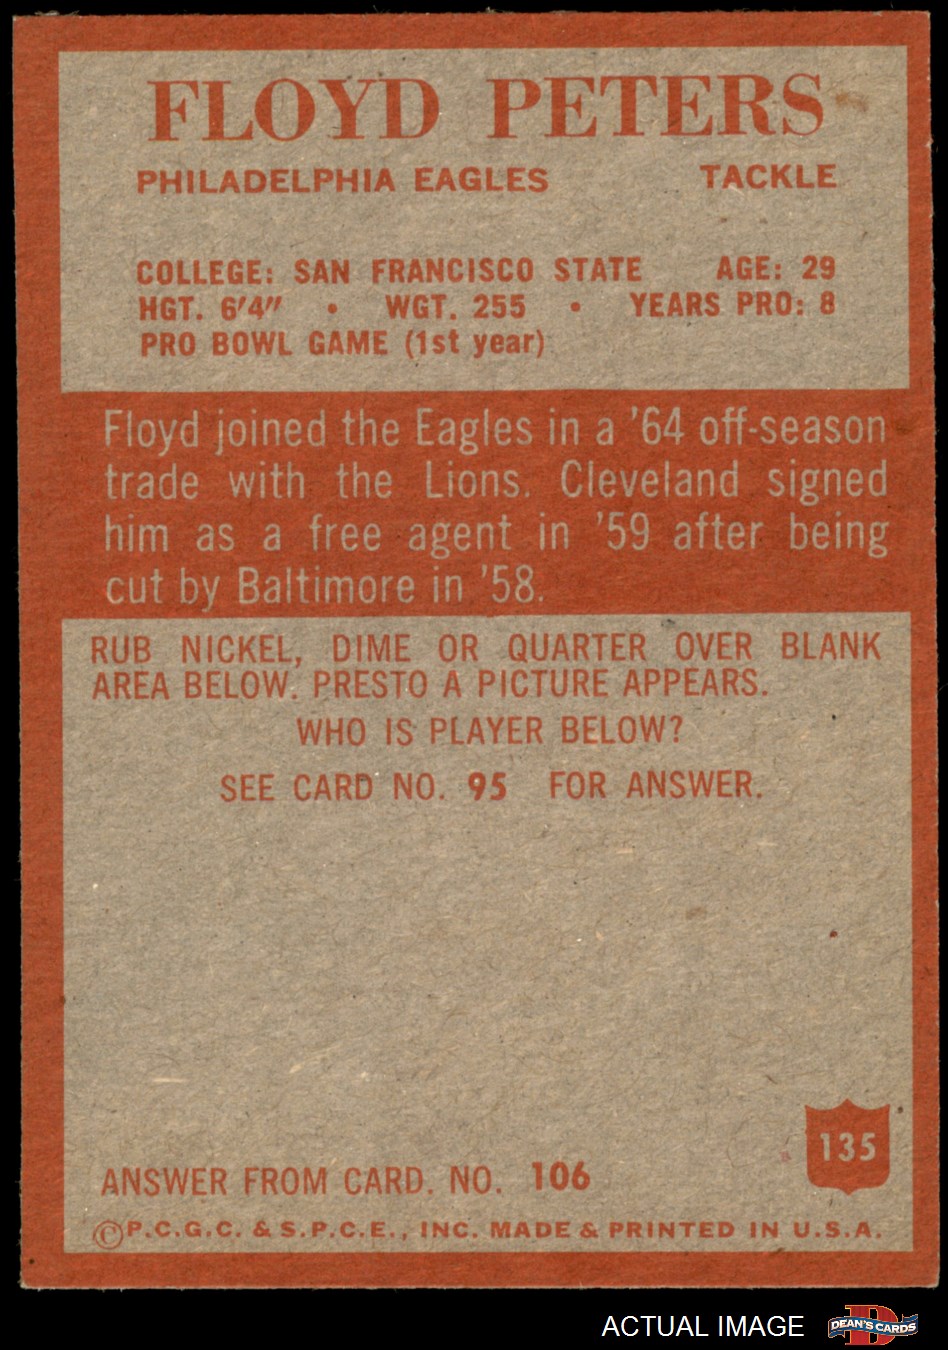 FLOYD PETERS
PHILADELPHIA EAGLES TACKLE
COLLEGE: SAN FRANCISCO STATE AGE: 29
HGT. 6'4" • WGT. 255 • YEARS PRO: 8
PRO BOWL GAME (1st year)
Floyd joined the Eagles in a '64 off-season
trade with the Lions. Cleveland signed
him as a free agent in '59 after being
cut by Baltimore in '58.
RUB NICKEL, DIME OR QUARTER OVER BLANK
AREA BELOW. PRESTO A PICTURE APPEARS.
WHO IS PLAYER BELOW?
SEE CARD NO. 95 FOR ANSWER.
135
ANSWER FROM CARD. NO. 106
©P.C.G.C. & S.P.C.E., INC. MADE & PRINTED IN U.S.A.
ACTUAL IMAGE
D
DEAN'S CARDS